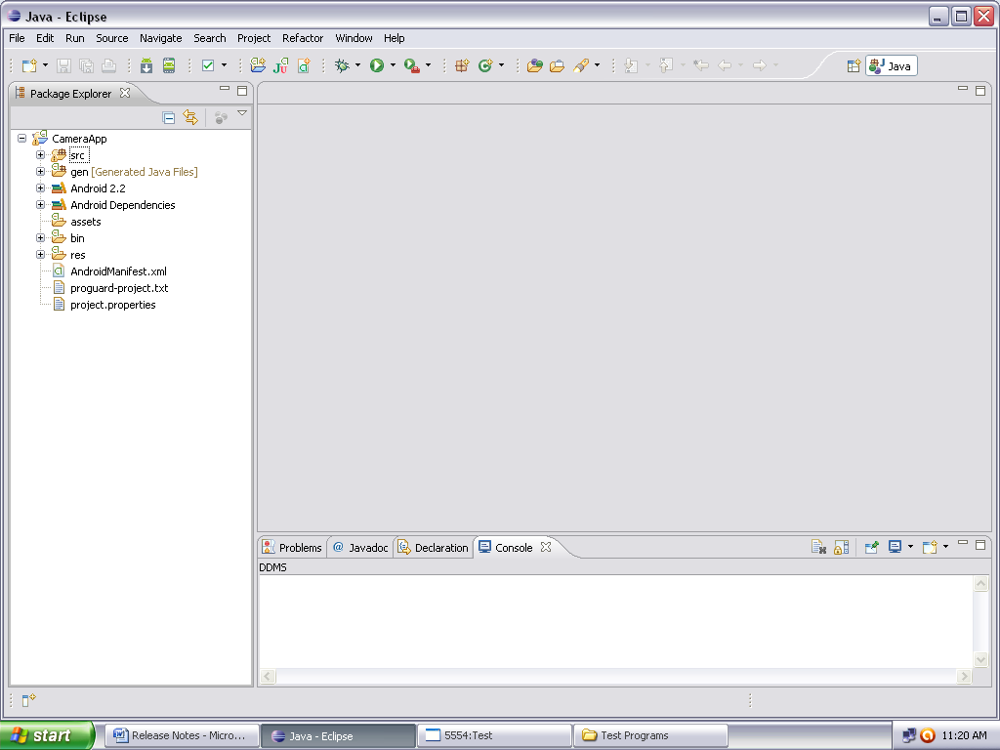 Java - Eclipse
File Edit Run Source Navigate Search Project Refactor Window Help
Java
Package Explorer
CameraApp
src
gen [Generated Java Files]
Android 2.2
Android Dependencies
assets
bin
res
AndroidManifest.xml
proguard-project.txt
project.properties
Problems @ Javadoc Declaration Console
DDMS
start Release Notes - Micro... Java - Eclipse 5554:Test Test Programs 11:20 AM